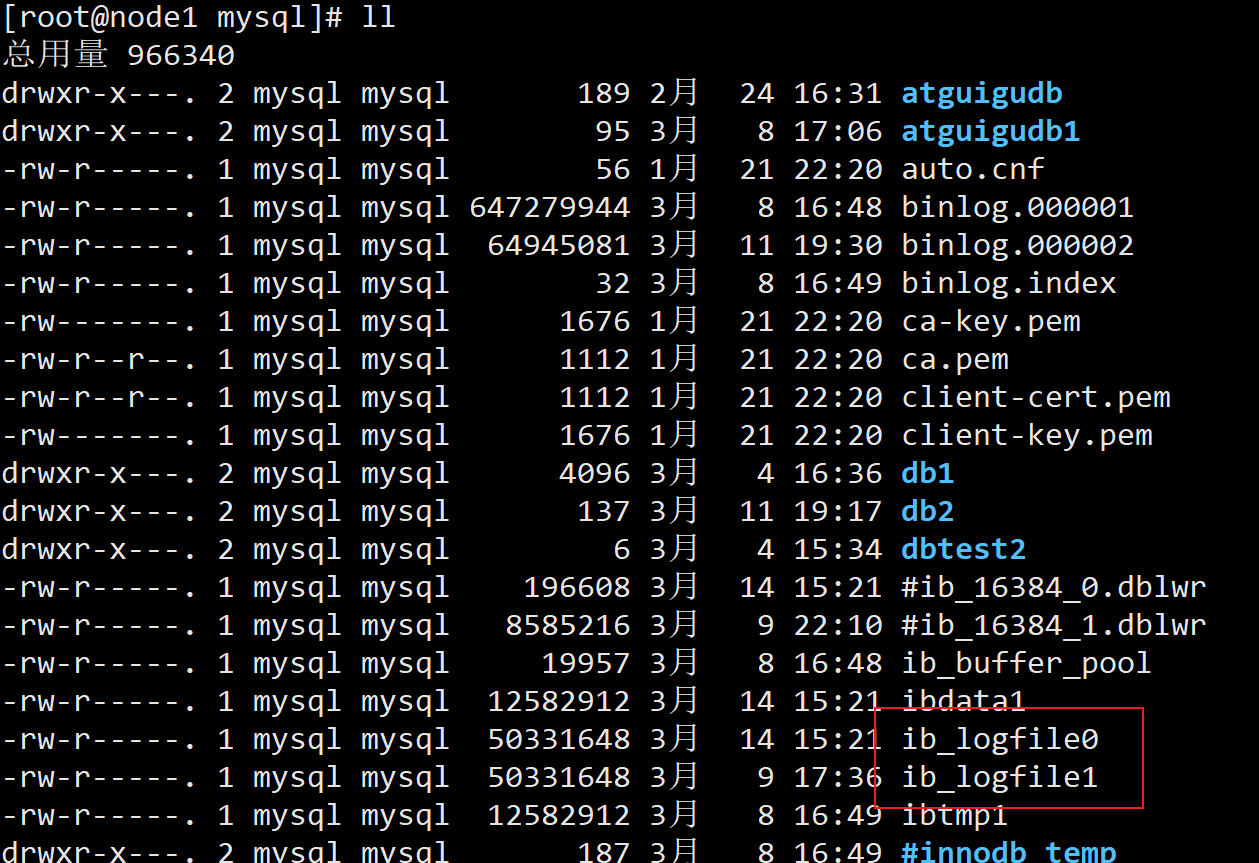 [root@node1 mysql]# ll
总用量 966340
drwxr-x---. 2 mysql mysql       189 2月  24 16:31 atguigudb
drwxr-x---. 2 mysql mysql        95 3月   8 17:06 atguigudb1
-rw-r-----. 1 mysql mysql        56 1月  21 22:20 auto.cnf
-rw-r-----. 1 mysql mysql 647279944 3月   8 16:48 binlog.000001
-rw-r-----. 1 mysql mysql  64945081 3月  11 19:30 binlog.000002
-rw-r-----. 1 mysql mysql        32 3月   8 16:49 binlog.index
-rw-------. 1 mysql mysql      1676 1月  21 22:20 ca-key.pem
-rw-r--r--. 1 mysql mysql      1112 1月  21 22:20 ca.pem
-rw-r--r--. 1 mysql mysql      1112 1月  21 22:20 client-cert.pem
-rw-------. 1 mysql mysql      1676 1月  21 22:20 client-key.pem
drwxr-x---. 2 mysql mysql      4096 3月   4 16:36 db1
drwxr-x---. 2 mysql mysql       137 3月  11 19:17 db2
drwxr-x---. 2 mysql mysql         6 3月   4 15:34 dbtest2
-rw-r-----. 1 mysql mysql    196608 3月  14 15:21 #ib_16384_0.dblwr
-rw-r-----. 1 mysql mysql   8585216 3月   9 22:10 #ib_16384_1.dblwr
-rw-r-----. 1 mysql mysql     19957 3月   8 16:48 ib_buffer_pool
-rw-r-----. 1 mysql mysql  12582912 3月  14 15:21 ibdata1
-rw-r-----. 1 mysql mysql  50331648 3月  14 15:21 ib_logfile0
-rw-r-----. 1 mysql mysql  50331648 3月   9 17:36 ib_logfile1
-rw-r-----. 1 mysql mysql  12582912 3月   8 16:49 ibtmp1
drwxr-x---. 2 mysql mysql       187 3月   8 16:49 #innodb_temp